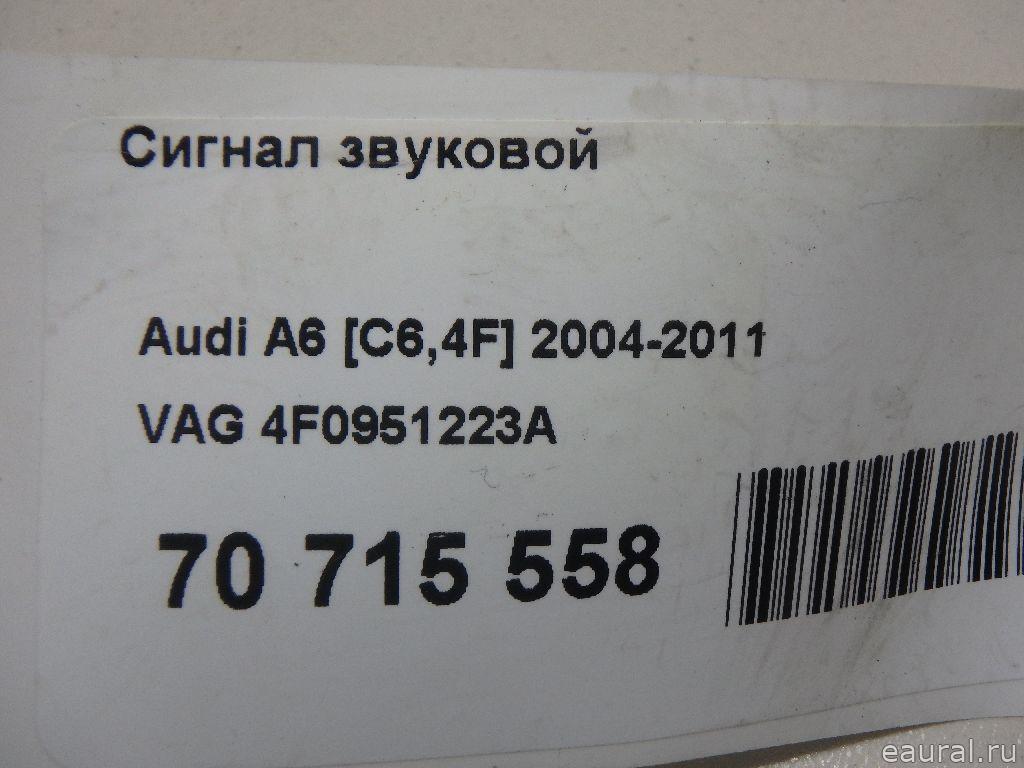 Сигнал звуковой
Audi A6 [C6,4F] 2004-2011
VAG 4F0951223A
70 715 558
eaural.ru